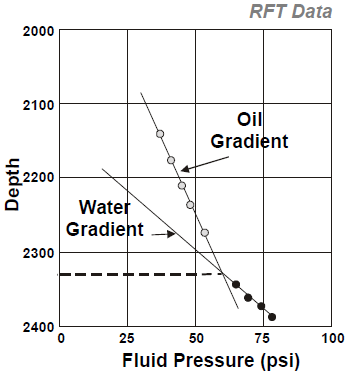 RFT Data
2000
2100
Oil
Gradient
2200
Depth
Water
Gradient
2300
2400
0 25 50 75 100
Fluid Pressure (psi)